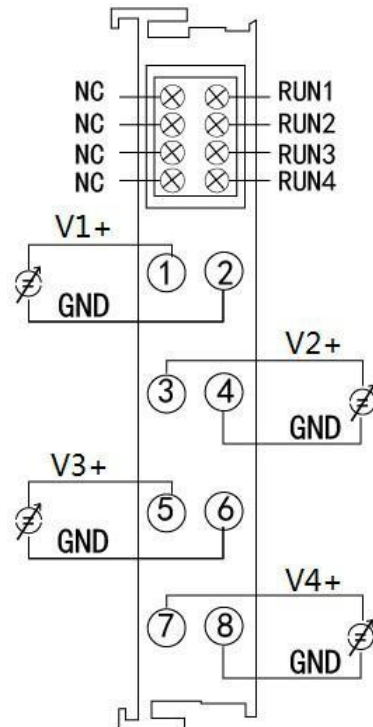 NC RUN1
NC RUN2
NC RUN3
NC RUN4
V1+
1 2
GND
V2+
3 4
GND
V3+
5 6
GND
V4+
7 8
GND